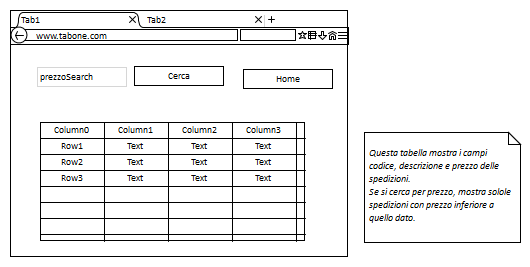 Tab1 Tab2 +
www.tabone.com
prezzoSearch Cerca Home
Column0 Column1 Column2 Column3
Row1 Text Text Text
Row2 Text Text Text
Row3 Text Text Text
Questa tabella mostra i campi
codice, descrizione e prezzo delle
spedizioni.
Se si cerca per prezzo, mostra solole
spedizioni con prezzo inferiore a
quello dato.